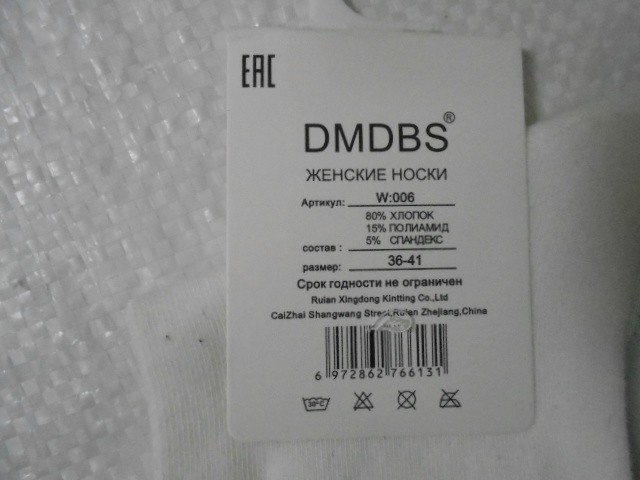 EAC
DMDBS®
ЖЕНСКИЕ НОСКИ
Артикул: W:006
80% ХЛОПОК
15% ПОЛИАМИД
состав : 5% СПАНДЕКС
размер: 36-41
Срок годности не ограничен
Ruian Xingdong Kintting Co.,Ltd
CaiZhai Shangwang Street,Ruian Zhejiang,China
6 972862 766131
30°C